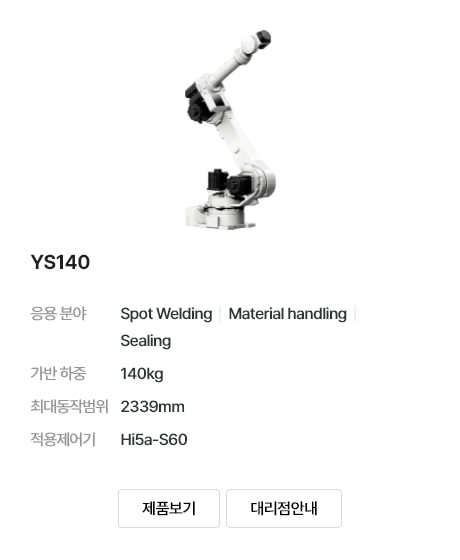 YS140
응용 분야 Spot Welding | Material handling |
Sealing
가반 하중 140kg
최대동작범위 2339mm
적용제어기 Hi5a-S60
제품보기 대리점안내